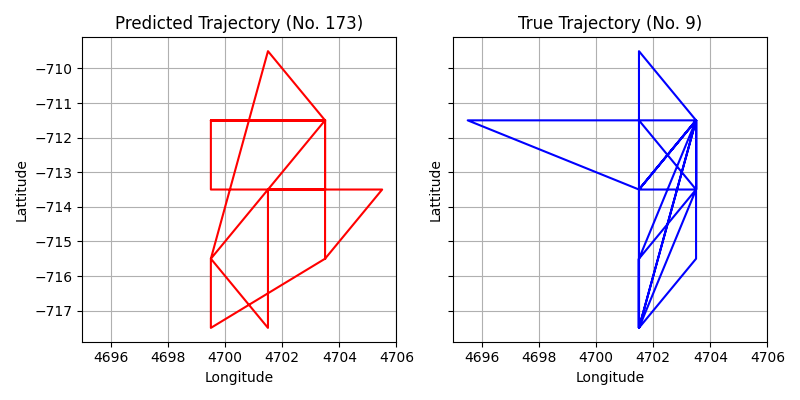 Predicted Trajectory (No. 173)
True Trajectory (No. 9)
Lattitude
−710
−711
−712
−713
−714
−715
−716
−717
4696 4698 4700 4702 4704 4706
Longitude
Lattitude
4696 4698 4700 4702 4704 4706
Longitude